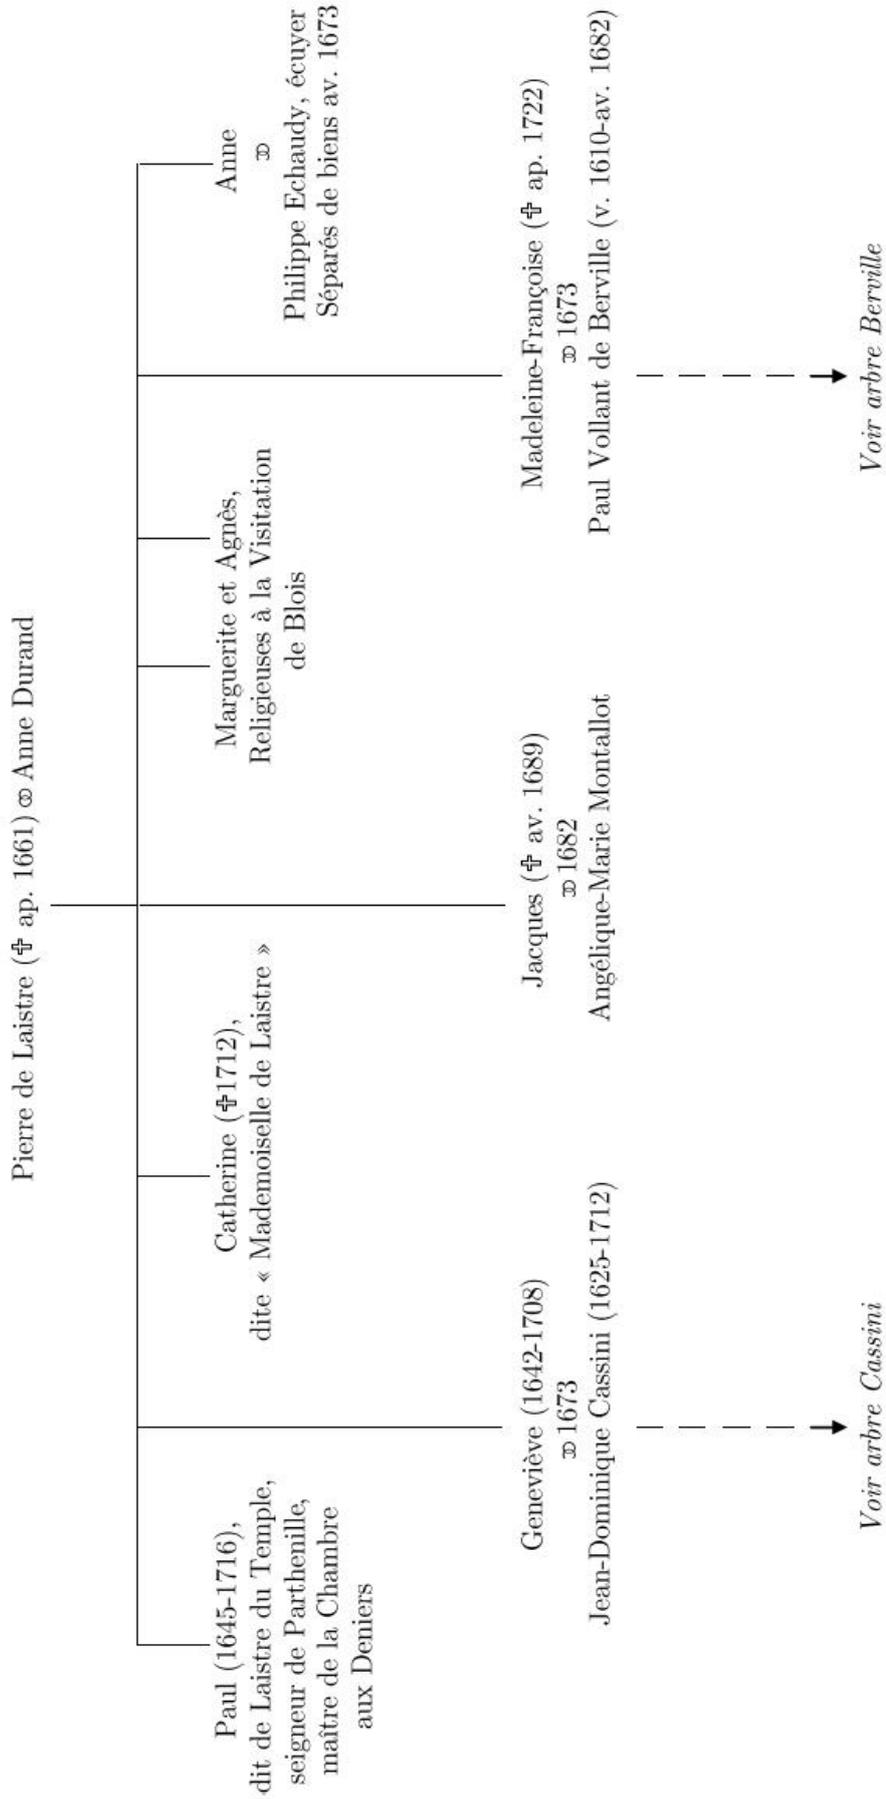 Pierre de Laistre (✞ ap. 1661) ⚭ Anne Durand
Paul (1645-1716),
dit de Laistre du Temple,
seigneur de Parthenille,
maître de la Chambre
aux Deniers
Catherine (✞1712),
dite « Mademoiselle de Laistre »
Marguerite et Agnès,
Religieuses à la Visitation
de Blois
Anne
⚭
Philippe Echaudy, écuyer
Séparés de biens av. 1673
Geneviève (1642-1708)
⚭1673
Jean-Dominique Cassini (1625-1712)
Jacques (✞ av. 1689)
⚭1682
Angélique-Marie Montallot
Madeleine-Françoise (✞ ap. 1722)
⚭1673
Paul Vollant de Berville (v. 1610-av. 1682)
Voir arbre Cassini
Voir arbre Berville